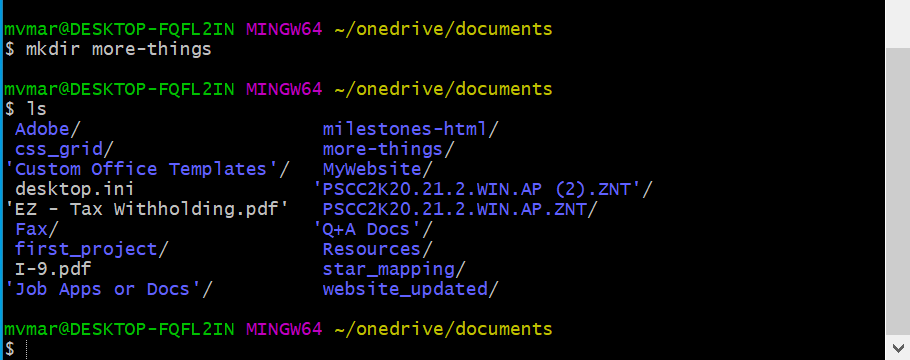 mvmar@DESKTOP-FQFL2IN MINGW64 ~/onedrive/documents
$ mkdir more-things

mvmar@DESKTOP-FQFL2IN MINGW64 ~/onedrive/documents
$ ls
 Adobe/                      milestones-html/
 css_grid/                   more-things/
'Custom Office Templates'/   MyWebsite/
 desktop.ini                'PSCC2K20.21.2.WIN.AP (2).ZNT'/
'EZ - Tax Withholding.pdf'   PSCC2K20.21.2.WIN.AP.ZNT/
 Fax/                       'Q+A Docs'/
 first_project/              Resources/
 I-9.pdf                     star_mapping/
'Job Apps or Docs'/          website_updated/

mvmar@DESKTOP-FQFL2IN MINGW64 ~/onedrive/documents
$